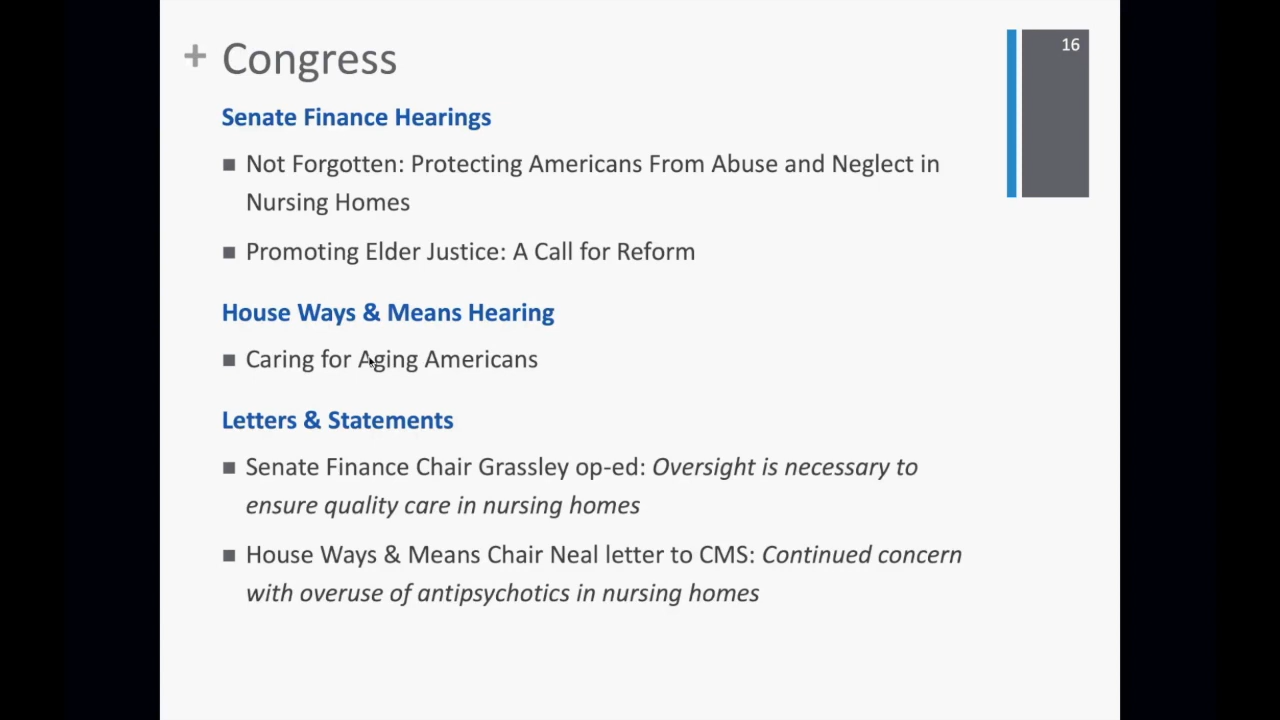 16
+ Congress
Senate Finance Hearings
■ Not Forgotten: Protecting Americans From Abuse and Neglect in
Nursing Homes
■ Promoting Elder Justice: A Call for Reform
House Ways & Means Hearing
■ Caring for Aging Americans
Letters & Statements
■ Senate Finance Chair Grassley op-ed: Oversight is necessary to
ensure quality care in nursing homes
■ House Ways & Means Chair Neal letter to CMS: Continued concern
with overuse of antipsychotics in nursing homes